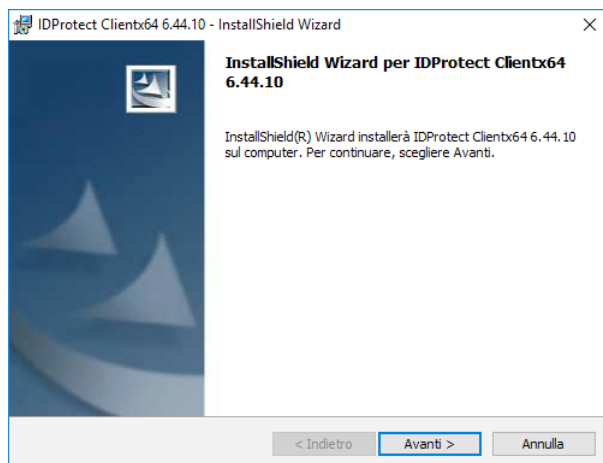 IDProtect Clientx64 6.44.10 - InstallShield Wizard
InstallShield Wizard per IDProtect Clientx64
6.44.10
InstallShield(R) Wizard installerà IDProtect Clientx64 6.44.10
sul computer. Per continuare, scegliere Avanti.
< Indietro
Avanti >
Annulla